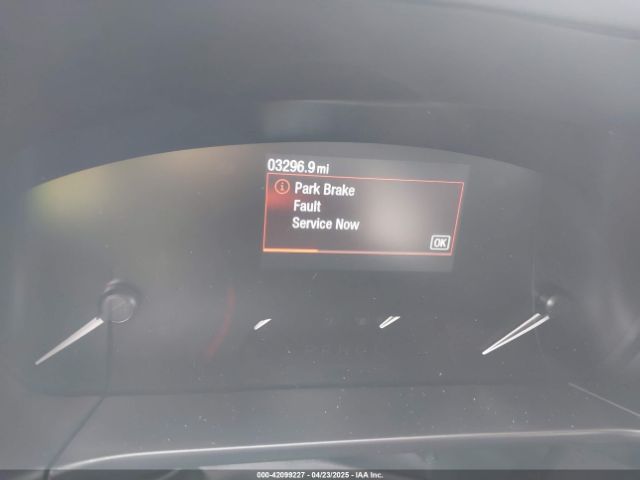 03296.9 mi
Park Brake
Fault
Service Now
OK
000-42099227 - 04/23/2025 - IAA Inc.